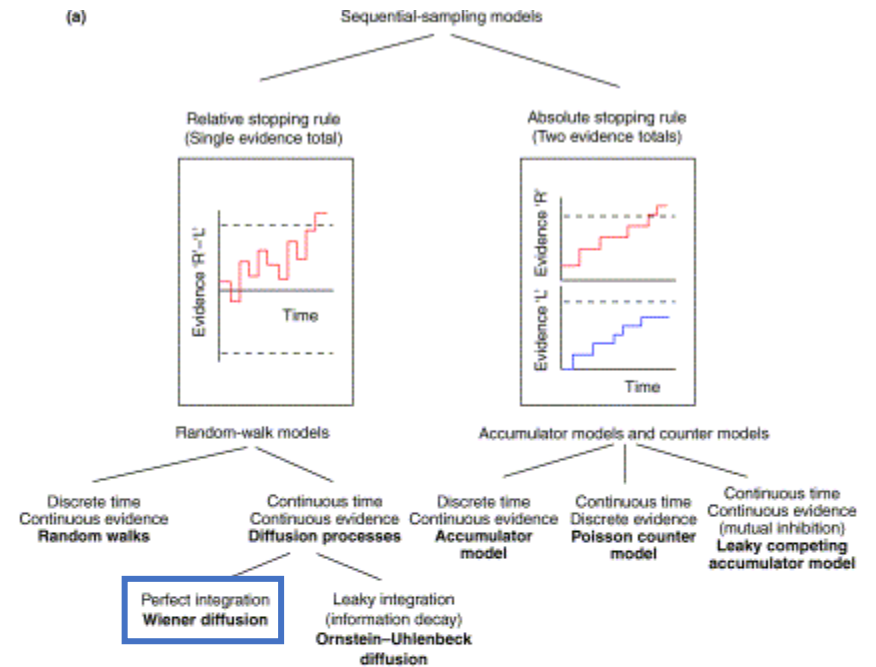 (a)
Sequential-sampling models
Relative stopping rule
(Single evidence total)
Absolute stopping rule
(Two evidence totals)
Evidence 'R'–'L'
Time
Evidence 'R'
Evidence 'L'
Time
Random-walk models
Accumulator models and counter models
Discrete time
Continuous evidence
Random walks
Continuous time
Continuous evidence
Diffusion processes
Discrete time
Continuous evidence
Accumulator
model
Continuous time
Discrete evidence
Poisson counter
model
Continuous time
Continuous evidence
(mutual inhibition)
Leaky competing
accumulator model
Perfect integration
Wiener diffusion
Leaky integration
(information decay)
Ornstein–Uhlenbeck
diffusion